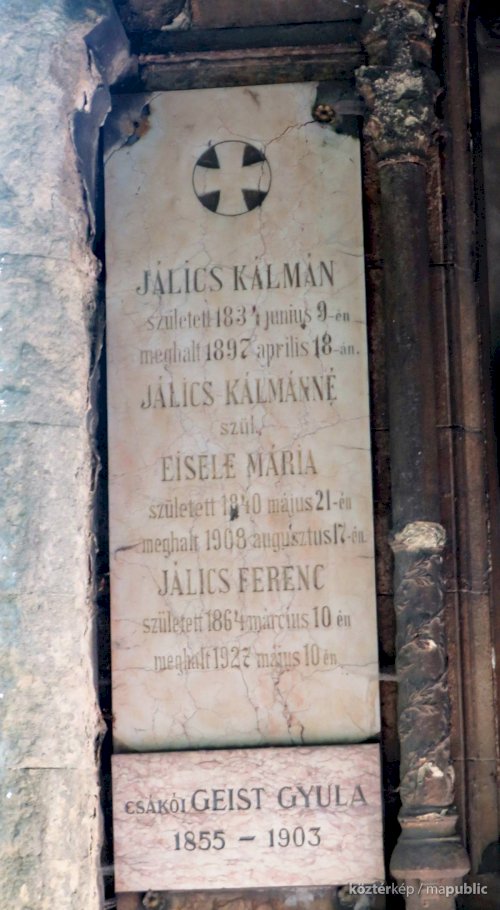 JÁLICS KÁLMÁN
született 1834 junius 9-én
meghalt 1897 április 18-án.
JÁLICS KÁLMÁNNÉ
szül.
EISELE MÁRIA
született 1840 május 21-én
meghalt 1908 augusztus 17-én.
JÁLICS FERENC
született 1864 március 10 én
meghalt 1927 május 10 én
CSÁKÓI GEIST GYULA
1855 – 1903
köztérkép / mapublic